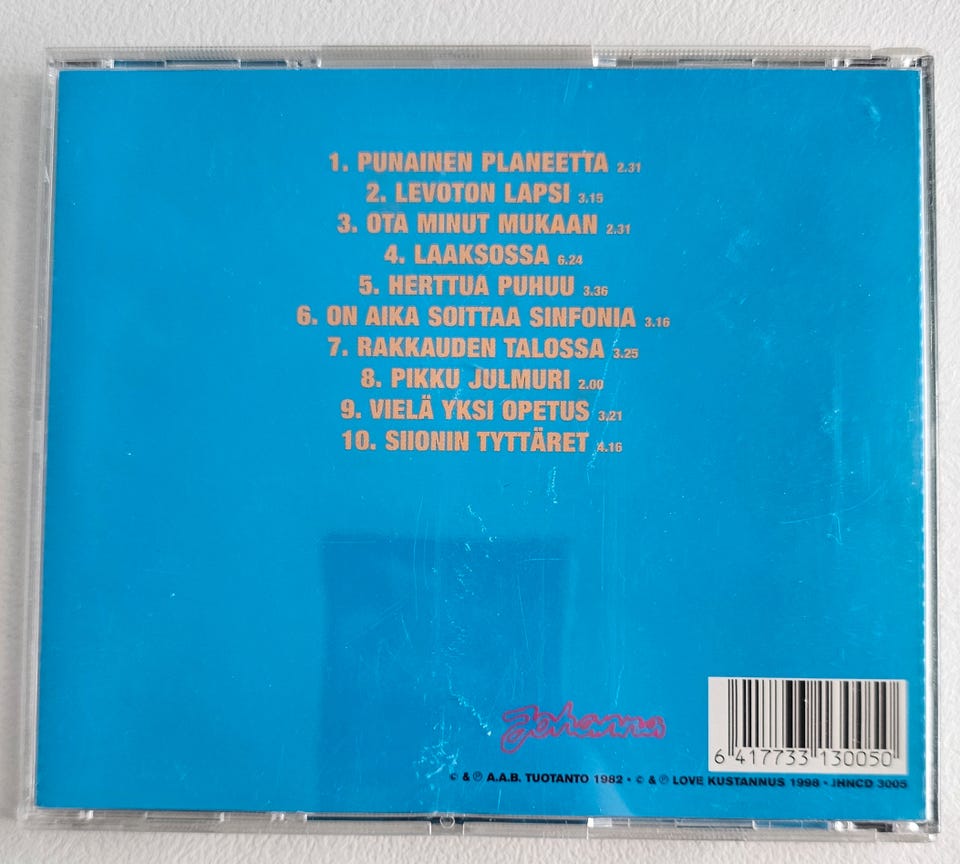 1. PUNAINEN PLANEETTA 2.31
2. LEVOTON LAPSI 3.15
3. OTA MINUT MUKAAN 2.31
4. LAAKSOSSA 6.24
5. HERTTUA PUHUU 3.36
6. ON AIKA SOITTAA SINFONIA 3.16
7. RAKKAUDEN TALOSSA 3.25
8. PIKKU JULMURI 2.00
9. VIELÄ YKSI OPETUS 3.21
10. SIIONIN TYTTÄRET 4.16
Johanna
6 417733 130050
© & ℗ A.A.B. TUOTANTO 1982 · © & ℗ LOVE KUSTANNUS 1998 · JHNCD 3005